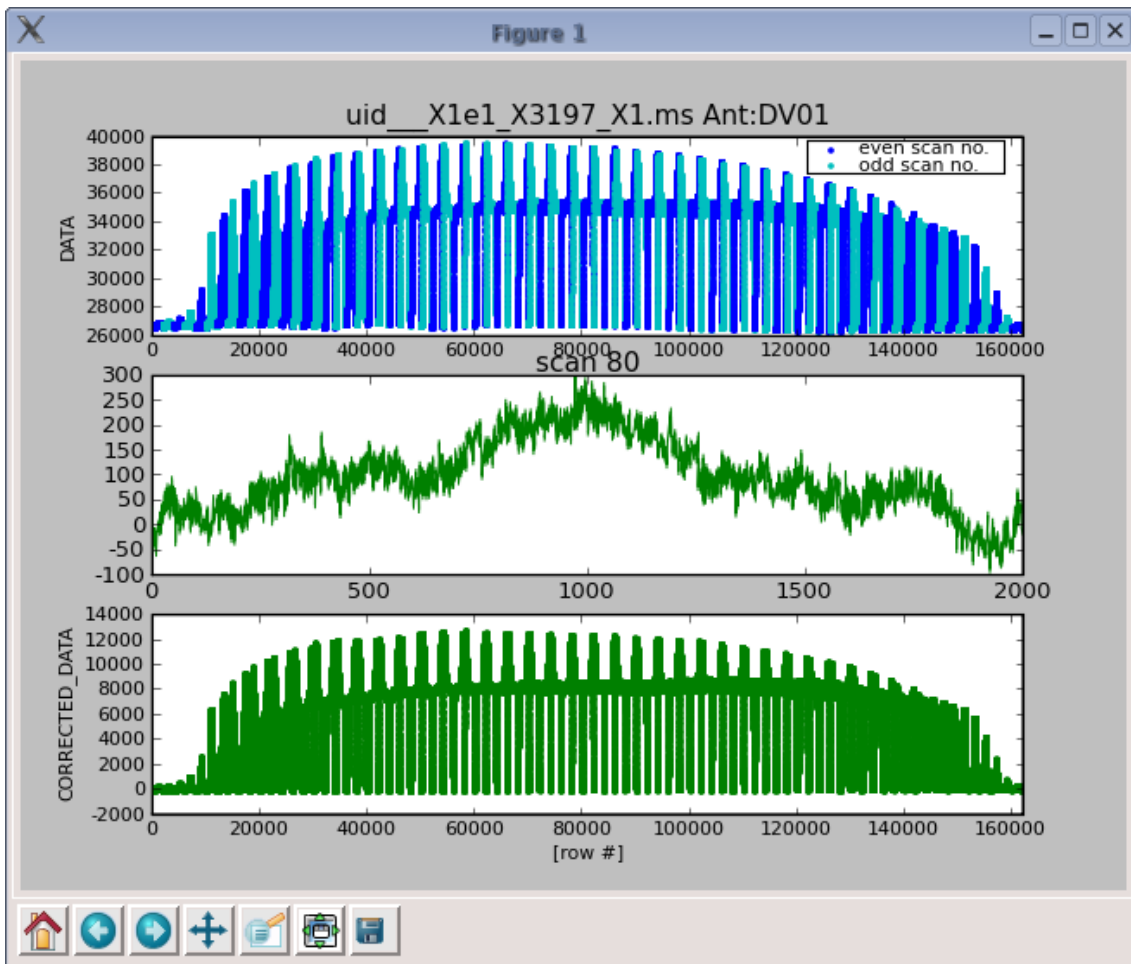 Figure 1
uid___X1e1_X3197_X1.ms Ant:DV01
40000
38000
36000
34000
32000
30000
28000
26000
DATA
even scan no.
odd scan no.
0 20000 40000 60000 80000 100000 120000 140000 160000
scan 80
300
250
200
150
100
50
0
-50
-100
0 500 1000 1500 2000
14000
12000
10000
8000
6000
4000
2000
0
-2000
CORRECTED_DATA
0 20000 40000 60000 80000 100000 120000 140000 160000
[row #]